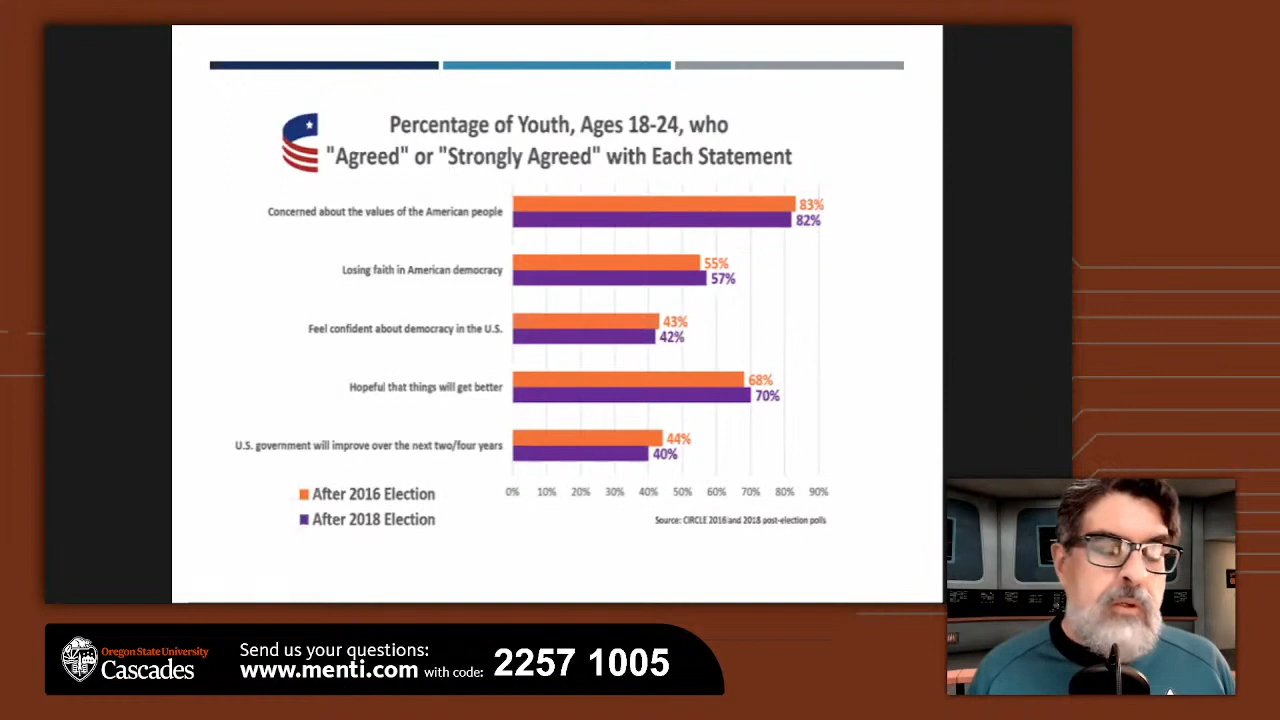 Percentage of Youth, Ages 18-24, who
"Agreed" or "Strongly Agreed" with Each Statement
Concerned about the values of the American people
83%
82%
Losing faith in American democracy
55%
57%
Feel confident about democracy in the U.S.
43%
42%
Hopeful that things will get better
68%
70%
U.S. government will improve over the next two/four years
44%
40%
0% 10% 20% 30% 40% 50% 60% 70% 80% 90%
After 2016 Election
After 2018 Election
Source: CIRCLE 2016 and 2018 post-election polls
Oregon State University
Cascades
Send us your questions:
www.menti.com with code: 2257 1005